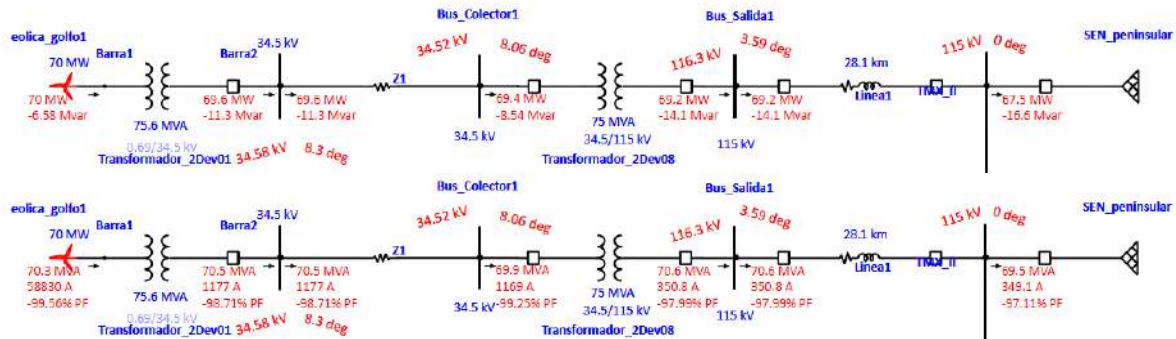 Bus_Colector1
Bus_Salida1
eolica_golfo1
34.5 kV
34.52 kV
8.06 deg
3.59 deg
115 kV
0 deg
SEN_peninsular
Barra1
Barra2
116.3 kV
70 MW
28.1 km
Z1
70 MW
69.6 MW
69.6 MW
69.4 MW
69.2 MW
69.2 MW
Linea1
67.5 MW
-6.58 Mvar
-11.3 Mvar
-11.3 Mvar
-8.54 Mvar
-14.1 Mvar
-14.1 Mvar
-16.6 Mvar
75.6 MVA
34.5 kV
75 MVA
0.69/34.5 kV
34.5/115 kV
115 kV
Transformador_2Dev01
34.58 kV
8.3 deg
Transformador_2Dev08
Bus_Colector1
Bus_Salida1
eolica_golfo1
34.5 kV
34.52 kV
8.06 deg
3.59 deg
115 kV
0 deg
SEN_peninsular
Barra1
Barra2
116.3 kV
70 MW
28.1 km
Z1
70.3 MVA
70.5 MVA
70.5 MVA
69.9 MVA
70.6 MVA
70.6 MVA
Linea1
69.5 MVA
58830 A
1177 A
1177 A
1169 A
350.8 A
350.8 A
349.1 A
-99.56% PF
-98.71% PF
-98.71% PF
-99.25% PF
-97.99% PF
-97.99% PF
-97.11% PF
75.6 MVA
34.5 kV
75 MVA
0.69/34.5 kV
34.5/115 kV
115 kV
Transformador_2Dev01
34.58 kV
8.3 deg
Transformador_2Dev08